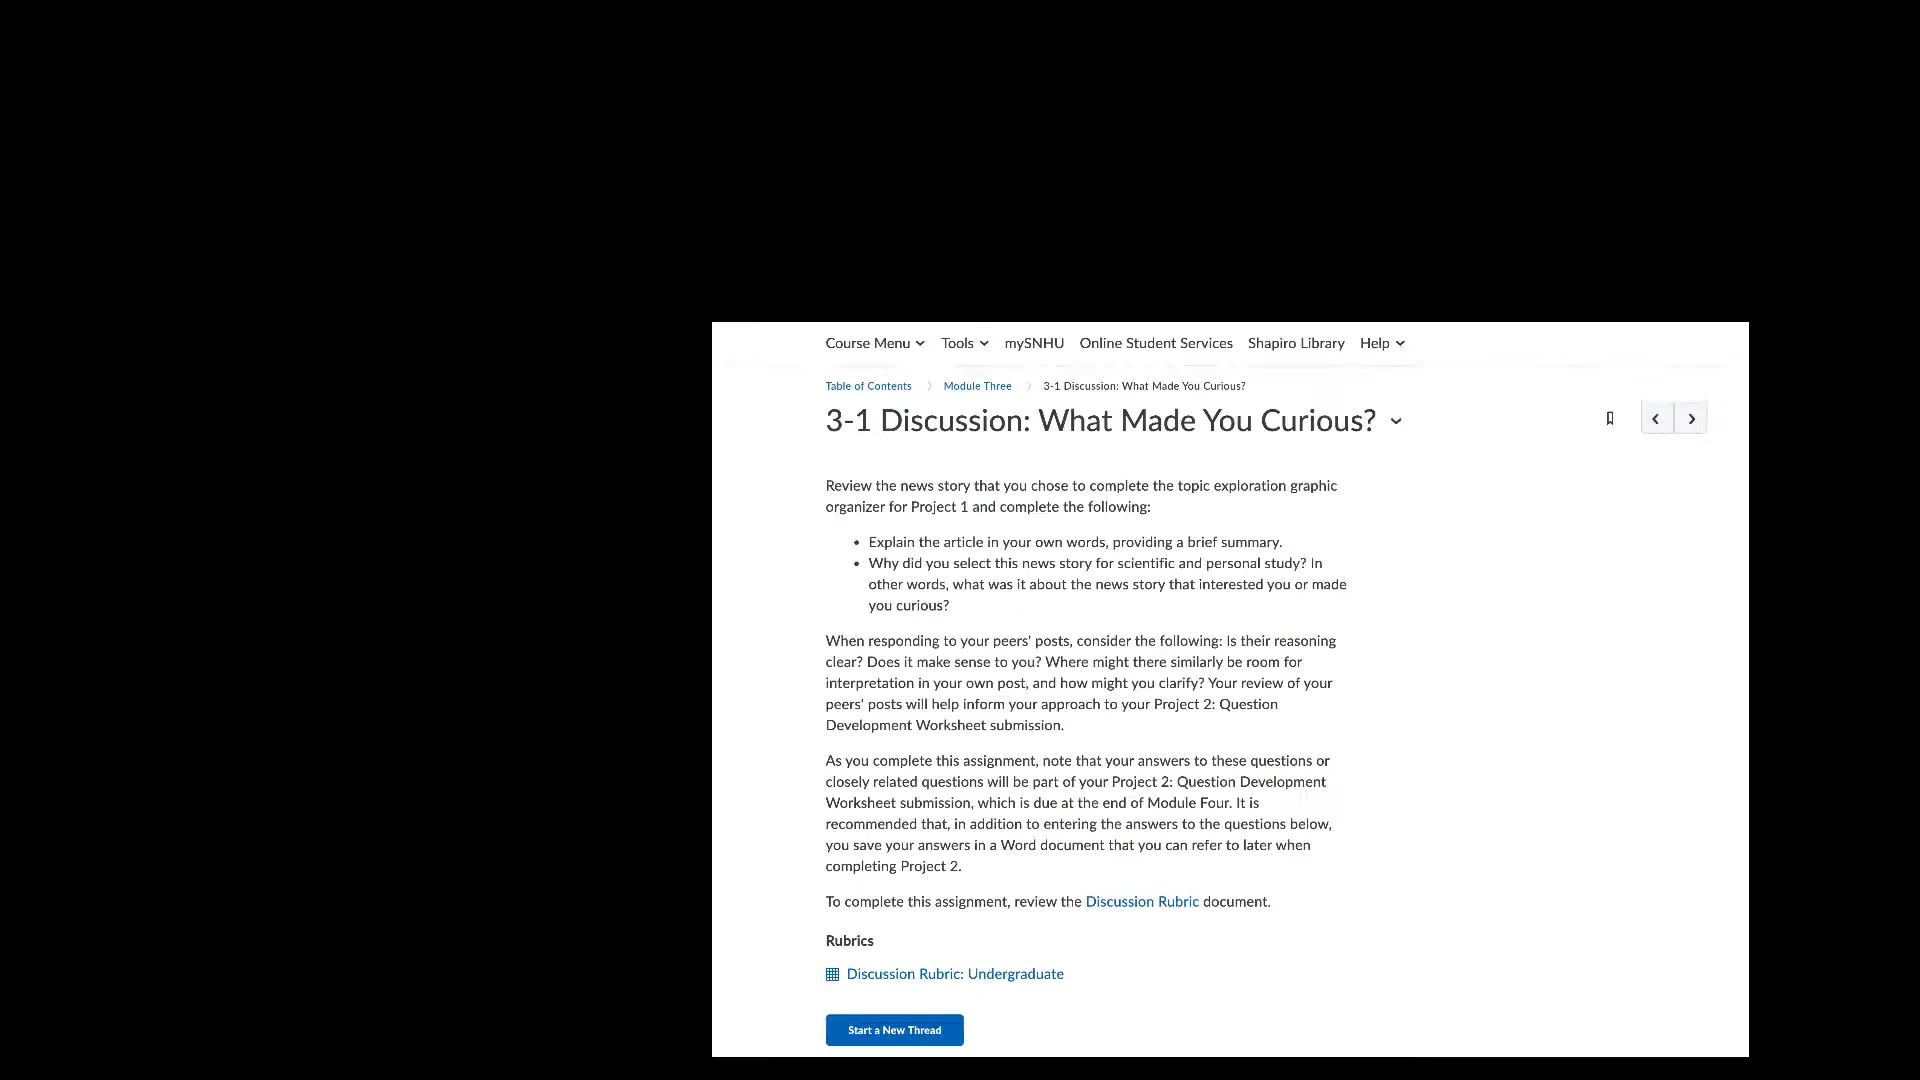 Course Menu Tools mySNHU Online Student Services Shapiro Library Help
Table of Contents Module Three 3-1 Discussion: What Made You Curious?
3-1 Discussion: What Made You Curious?
Review the news story that you chose to complete the topic exploration graphic
organizer for Project 1 and complete the following:
• Explain the article in your own words, providing a brief summary.
• Why did you select this news story for scientific and personal study? In
other words, what was it about the news story that interested you or made
you curious?
When responding to your peers' posts, consider the following: Is their reasoning
clear? Does it make sense to you? Where might there similarly be room for
interpretation in your own post, and how might you clarify? Your review of your
peers' posts will help inform your approach to your Project 2: Question
Development Worksheet submission.
As you complete this assignment, note that your answers to these questions or
closely related questions will be part of your Project 2: Question Development
Worksheet submission, which is due at the end of Module Four. It is
recommended that, in addition to entering the answers to the questions below,
you save your answers in a Word document that you can refer to later when
completing Project 2.
To complete this assignment, review the Discussion Rubric document.
Rubrics
Discussion Rubric: Undergraduate
Start a New Thread